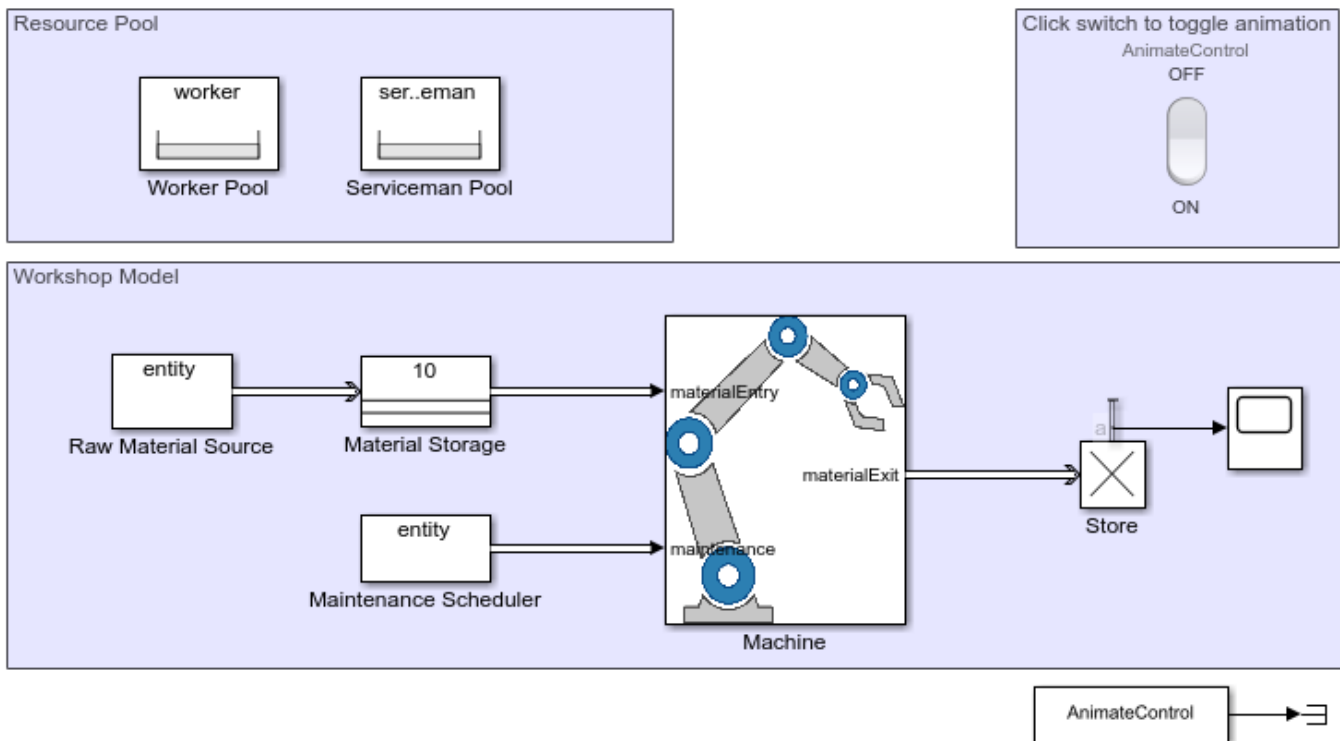 Resource Pool
worker
Worker Pool
ser..eman
Serviceman Pool
Click switch to toggle animation
AnimateControl
OFF
ON
Workshop Model
entity
Raw Material Source
10
Material Storage
entity
Maintenance Scheduler
materialEntry
maintenance
materialExit
Machine
a
Store
AnimateControl